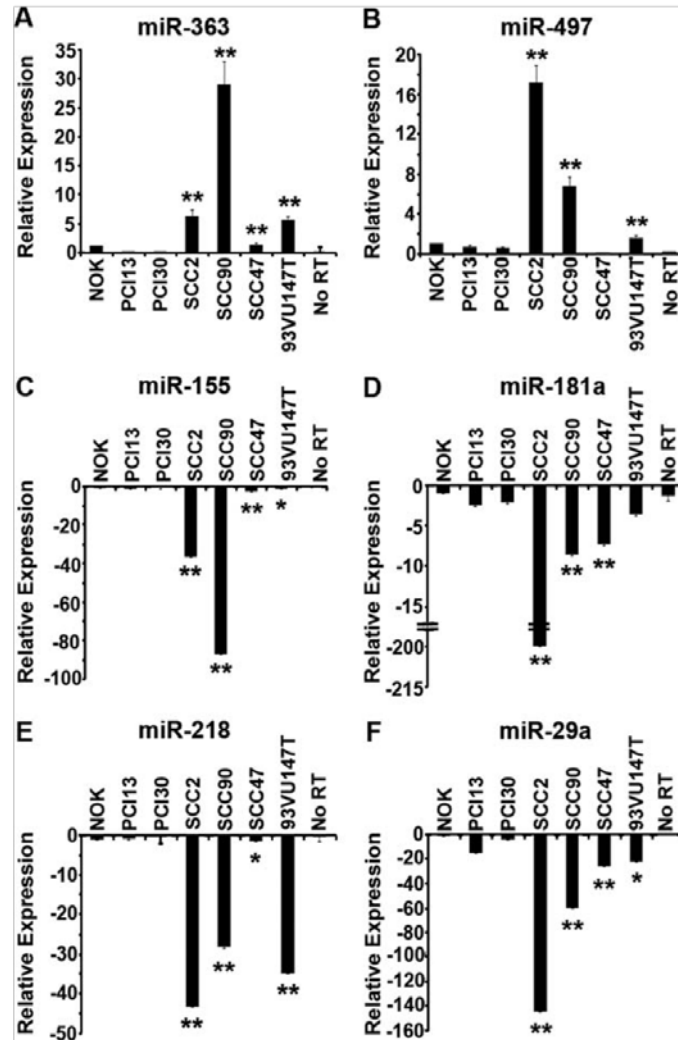 A
miR-363
Relative Expression
35
30
25
20
15
10
5
0
**
**
**
**
NOK
PCI13
PCI30
SCC2
SCC90
SCC47
93VU147T
No RT
B
miR-497
Relative Expression
20
16
12
8
4
0
**
**
**
NOK
PCI13
PCI30
SCC2
SCC90
SCC47
93VU147T
No RT
C
miR-155
NOK
PCI13
PCI30
SCC2
SCC90
SCC47
93VU147T
No RT
Relative Expression
0
-20
-40
-60
-80
-100
**
**
**
*
D
miR-181a
NOK
PCI13
PCI30
SCC2
SCC90
SCC47
93VU147T
No RT
Relative Expression
0
-5
-10
-15
-200
-215
**
**
**
E
miR-218
NOK
PCI13
PCI30
SCC2
SCC90
SCC47
93VU147T
No RT
Relative Expression
0
-10
-20
-30
-40
-50
**
**
*
**
F
miR-29a
NOK
PCI13
PCI30
SCC2
SCC90
SCC47
93VU147T
No RT
Relative Expression
0
-20
-40
-60
-80
-100
-120
-140
-160
**
**
**
*